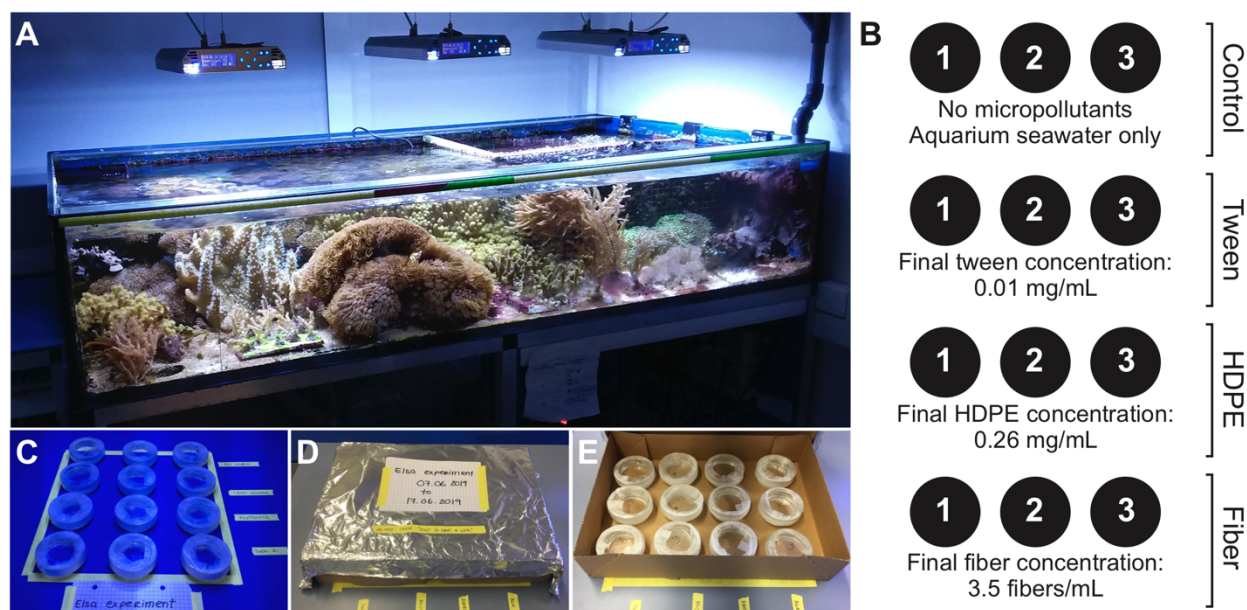 A
B
1 2 3
No micropollutants
Aquarium seawater only
Control
1 2 3
Final tween concentration:
0.01 mg/mL
Tween
1 2 3
Final HDPE concentration:
0.26 mg/mL
HDPE
1 2 3
Final fiber concentration:
3.5 fibers/mL
Fiber
C
Elsa experiment
D
Elsa experiment
07.06.2019
to
17.06.2019
E